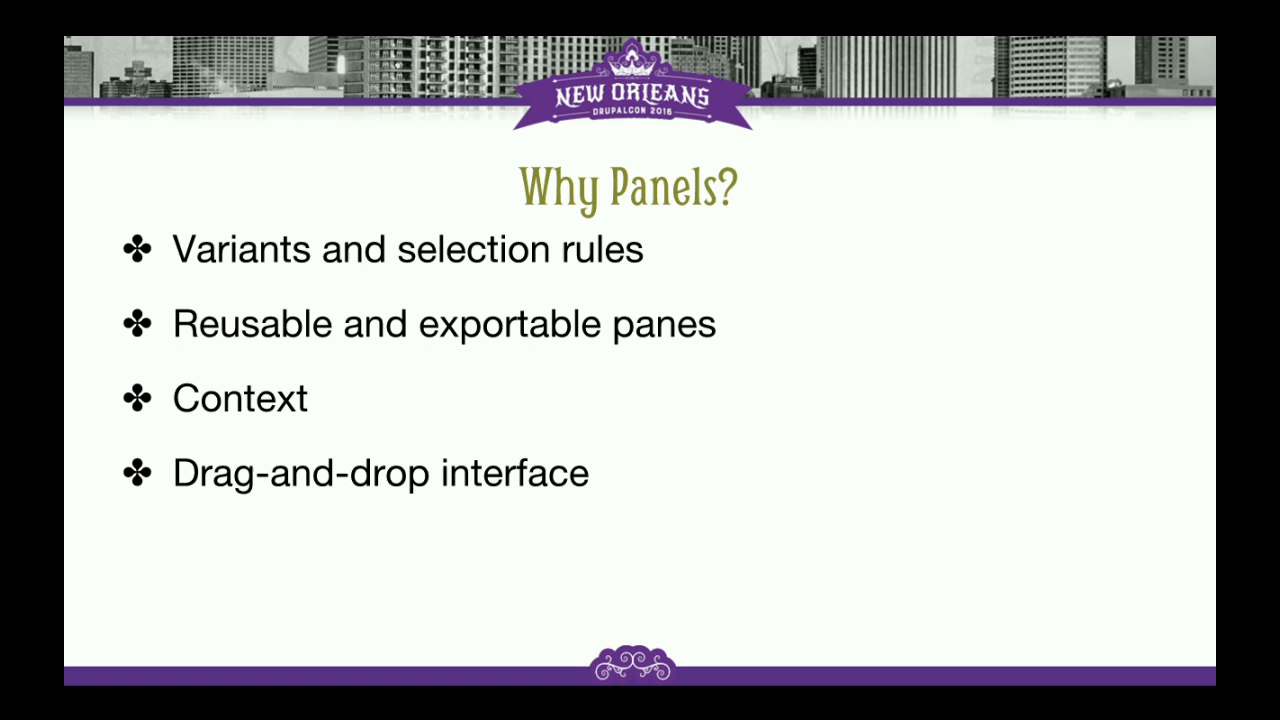 NEW ORLEANS
DRUPALCON 2016
Why Panels?
✤ Variants and selection rules
✤ Reusable and exportable panes
✤ Context
✤ Drag-and-drop interface